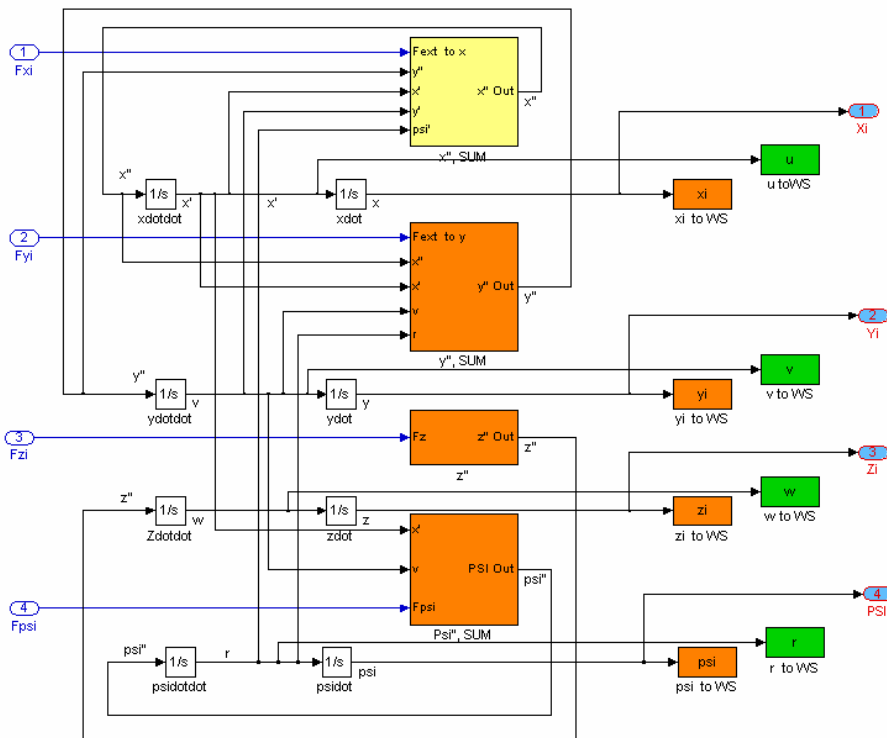 1
Fxi
Fext to x
y"
x'
y'
psi'
x" Out
x"
x", SUM
1
Xi
u
u toWS
x"
1/s
xdotdot
x'
x'
1/s
xdot
x
xi
xi to WS
2
Fyi
Fext to y
x"
x'
v
r
y" Out
y"
y", SUM
2
Yi
v
v to WS
y"
1/s
ydotdot
v
1/s
ydot
y
yi
yi to WS
3
Fzi
Fz
z" Out
z"
z"
3
Zi
w
w to WS
z"
1/s
Zdotdot
w
1/s
zdot
z
zi
zi to WS
x'
v
Fpsi
PSI Out
psi"
Psi", SUM
4
Fpsi
4
PSI
r
r to WS
psi"
1/s
psidotdot
r
1/s
psidot
psi
psi
psi to WS